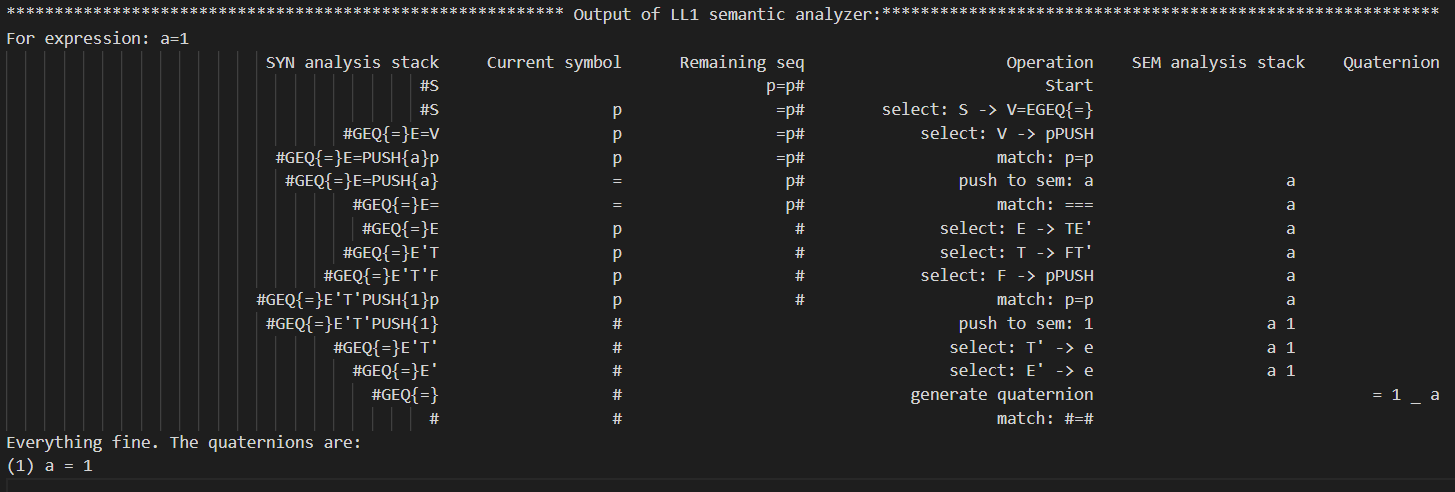 ********************************************************** Output of LL1 semantic analyzer:**********************************************************
For expression: a=1
SYN analysis stack Current symbol Remaining seq Operation SEM analysis stack Quaternion
#S p=p# Start
#S p =p# select: S -> V=EGEQ{=}
#GEQ{=}E=V p =p# select: V -> pPUSH
#GEQ{=}E=PUSH{a}p p =p# match: p=p
#GEQ{=}E=PUSH{a} = p# push to sem: a a
#GEQ{=}E= = p# match: === a
#GEQ{=}E p # select: E -> TE' a
#GEQ{=}E'T p # select: T -> FT' a
#GEQ{=}E'T'F p # select: F -> pPUSH a
#GEQ{=}E'T'PUSH{1}p p # match: p=p a
#GEQ{=}E'T'PUSH{1} # push to sem: 1 a 1
#GEQ{=}E'T' # select: T' -> e a 1
#GEQ{=}E' # select: E' -> e a 1
#GEQ{=} # generate quaternion = 1 _ a
# # match: #=#
Everything fine. The quaternions are:
(1) a = 1